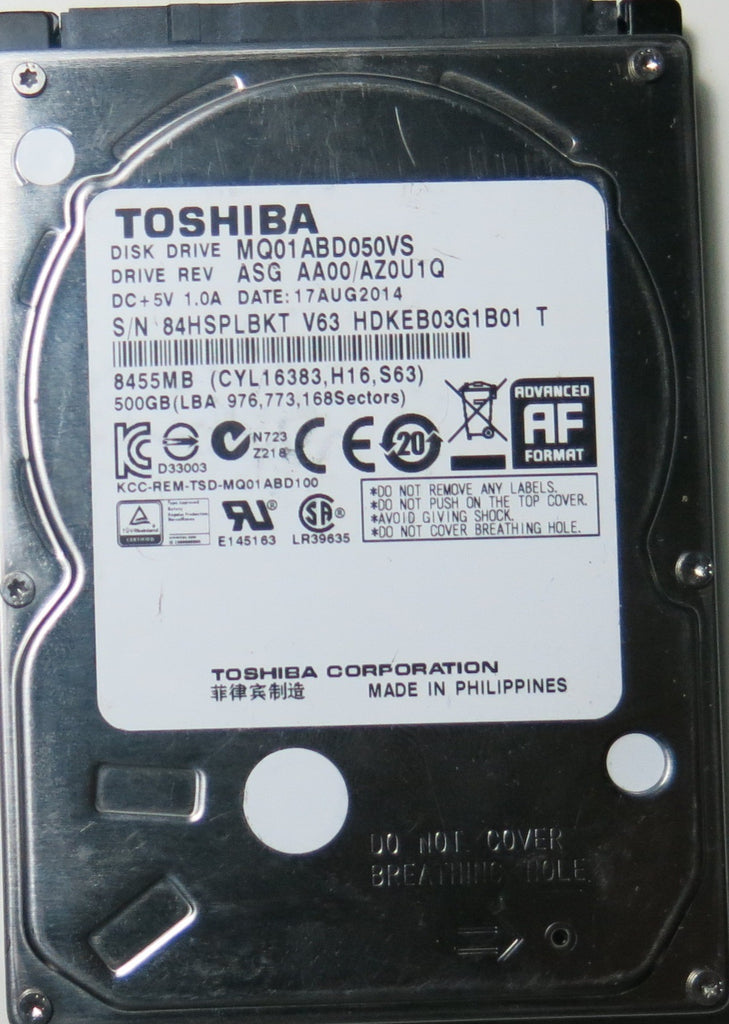 TOSHIBA
DISK DRIVE MQ01ABD050VS
DRIVE REV ASG AA00/AZ0U1Q
DC+5V 1.0A DATE:17AUG2014
S/N 84HSPLBKT V63 HDKEB03G1B01 T
8455MB (CYL16383,H16,S63)
500GB(LBA 976,773,168Sectors)
D33003
N723
Z218
20
ADVANCED
AF
FORMAT
KCC-REM-TSD-MQ01ABD100
E145163
SA ®
LR39635
*DO NOT REMOVE ANY LABELS.
*DO NOT PUSH ON THE TOP COVER.
*AVOID GIVING SHOCK.
*DO NOT COVER BREATHING HOLE.
TOSHIBA CORPORATION
菲律宾制造 MADE IN PHILIPPINES
DO NOT COVER
BREATHING HOLE